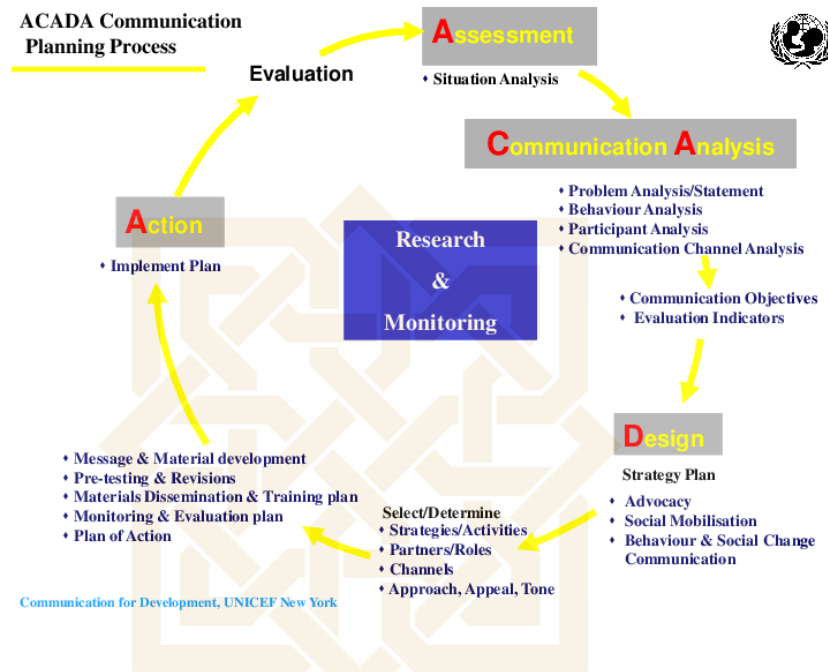 ACADA Communication
Planning Process
Evaluation
Assessment
♦ Situation Analysis
Communication Analysis
♦ Problem Analysis/Statement
♦ Behaviour Analysis
♦ Participant Analysis
♦ Communication Channel Analysis
♦ Communication Objectives
♦ Evaluation Indicators
Design
Strategy Plan
♦ Advocacy
♦ Social Mobilisation
♦ Behaviour & Social Change
Communication
Select/Determine
♦ Strategies/Activities
♦ Partners/Roles
♦ Channels
♦ Approach, Appeal, Tone
♦ Message & Material development
♦ Pre-testing & Revisions
♦ Materials Dissemination & Training plan
♦ Monitoring & Evaluation plan
♦ Plan of Action
Action
♦ Implement Plan
Research
&
Monitoring
Communication for Development, UNICEF New York